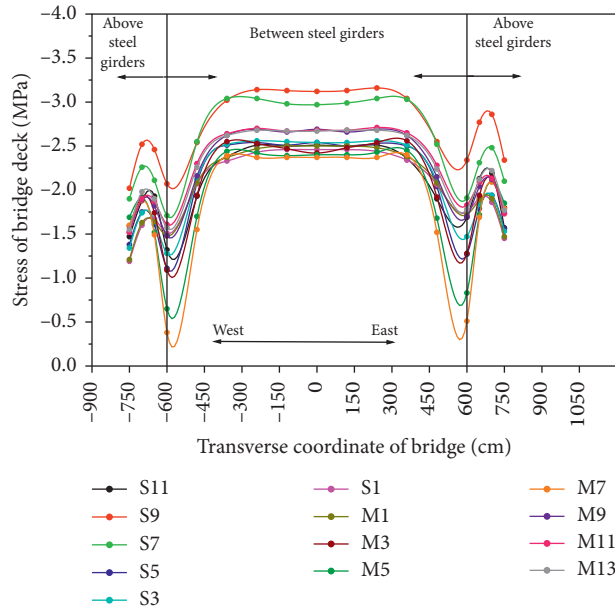 Above
steel
girders
Between steel girders
Above
steel girders
−4.0
−3.5
−3.0
−2.5
−2.0
−1.5
−1.0
−0.5
0.0
Stress of bridge deck (MPa)
West
East
−900
−750
−600
−450
−300
−150
0
150
300
450
600
750
900
1050
Transverse coordinate of bridge (cm)
S11
S9
S7
S5
S3
S1
M1
M3
M5
M7
M9
M11
M13